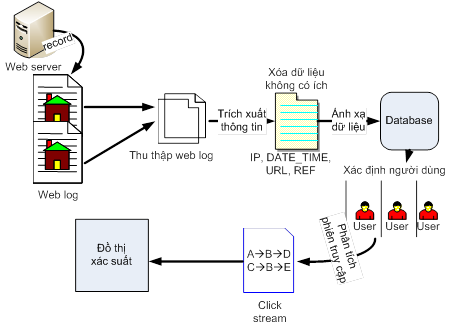 record
Web server
Web log
Thu thập web log
Trích xuất
thông tin
Xóa dữ liệu
không có ích
IP, DATE_TIME,
URL, REF
Ánh xạ
dữ liệu
Database
Xác định người dùng
User
User
User
Phân tích
phiên truy cập
A→B→D
C→B→E
Click
stream
Đồ thị
xác suất